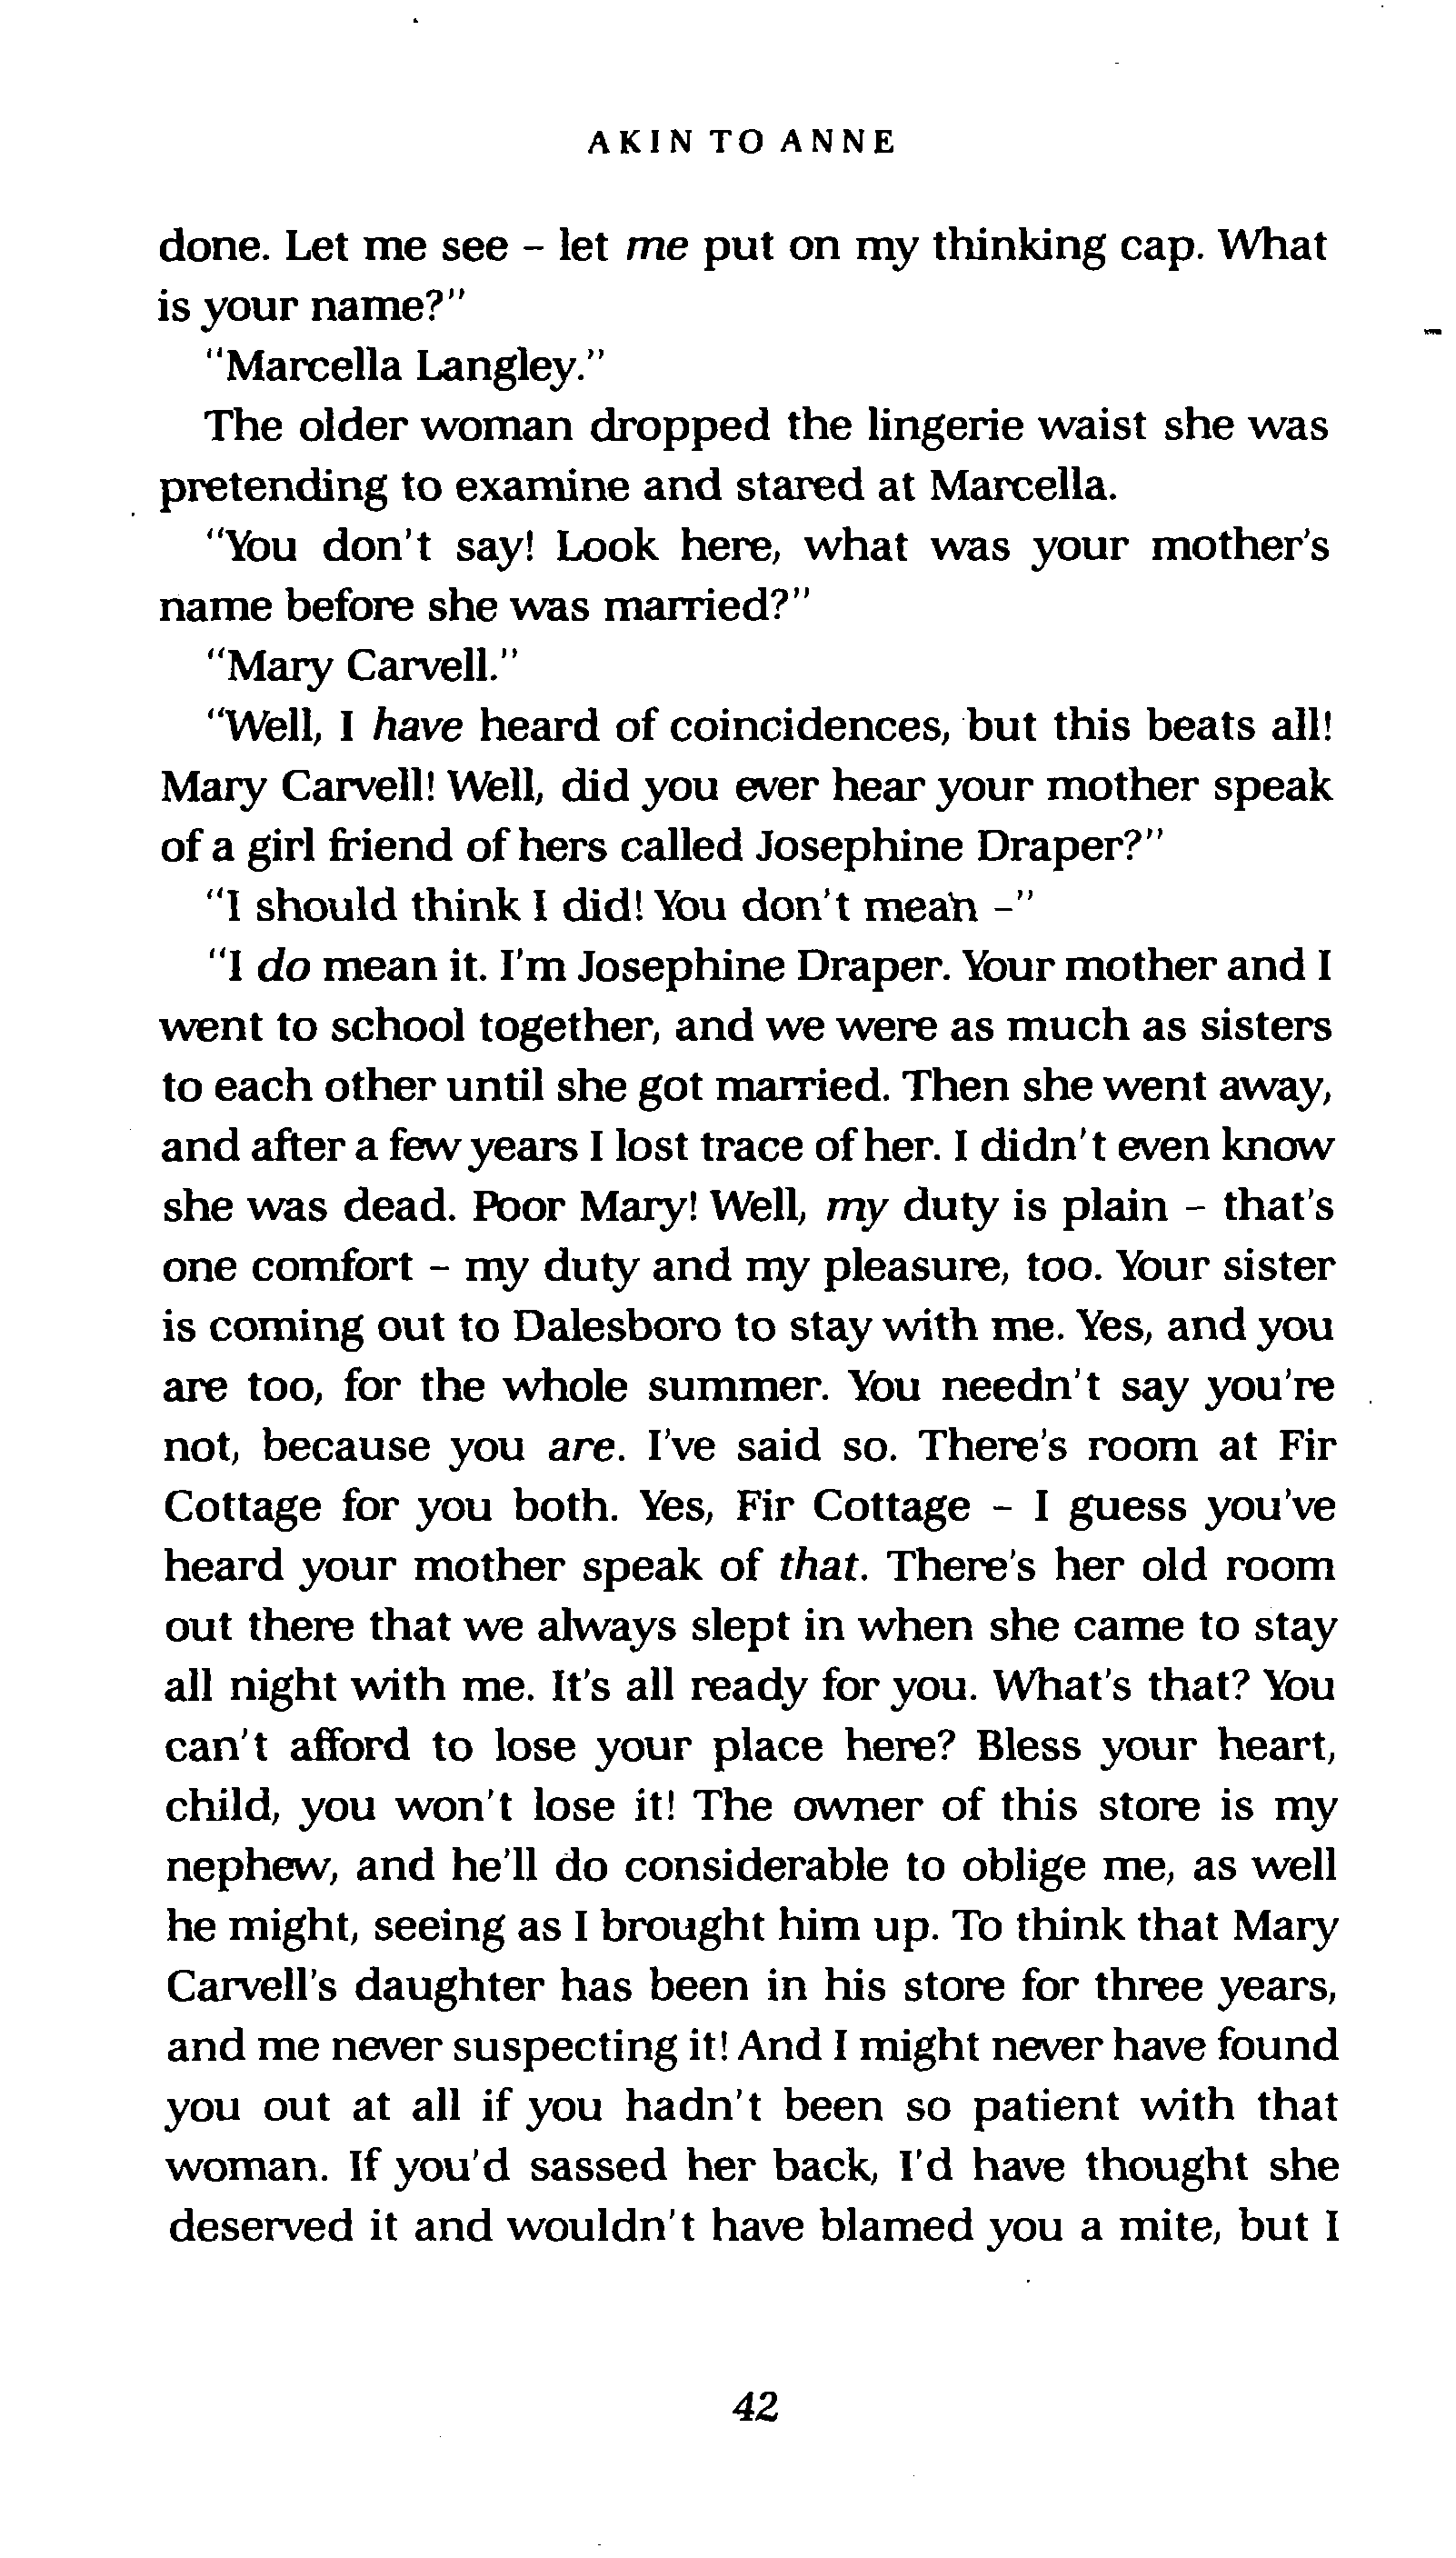 AKIN TO ANNE
done. Let me see – let me put on my thinking cap. What
is your name?"
"Marcella Langley."
The older woman dropped the lingerie waist she was
pretending to examine and stared at Marcella.
"You don't say! Look here, what was your mother's
name before she was married?"
"Mary Carvell."
"Well, I have heard of coincidences, but this beats all!
Mary Carvell! Well, did you ever hear your mother speak
of a girl friend of hers called Josephine Draper?"
"I should think I did! You don't mean –"
"I do mean it. I'm Josephine Draper. Your mother and I
went to school together, and we were as much as sisters
to each other until she got married. Then she went away,
and after a few years I lost trace of her. I didn't even know
she was dead. Poor Mary! Well, my duty is plain – that's
one comfort – my duty and my pleasure, too. Your sister
is coming out to Dalesboro to stay with me. Yes, and you
are too, for the whole summer. You needn't say you're
not, because you are. I've said so. There's room at Fir
Cottage for you both. Yes, Fir Cottage – I guess you've
heard your mother speak of that. There's her old room
out there that we always slept in when she came to stay
all night with me. It's all ready for you. What's that? You
can't afford to lose your place here? Bless your heart,
child, you won't lose it! The owner of this store is my
nephew, and he'll do considerable to oblige me, as well
he might, seeing as I brought him up. To think that Mary
Carvell's daughter has been in his store for three years,
and me never suspecting it! And I might never have found
you out at all if you hadn't been so patient with that
woman. If you'd sassed her back, I'd have thought she
deserved it and wouldn't have blamed you a mite, but I
42